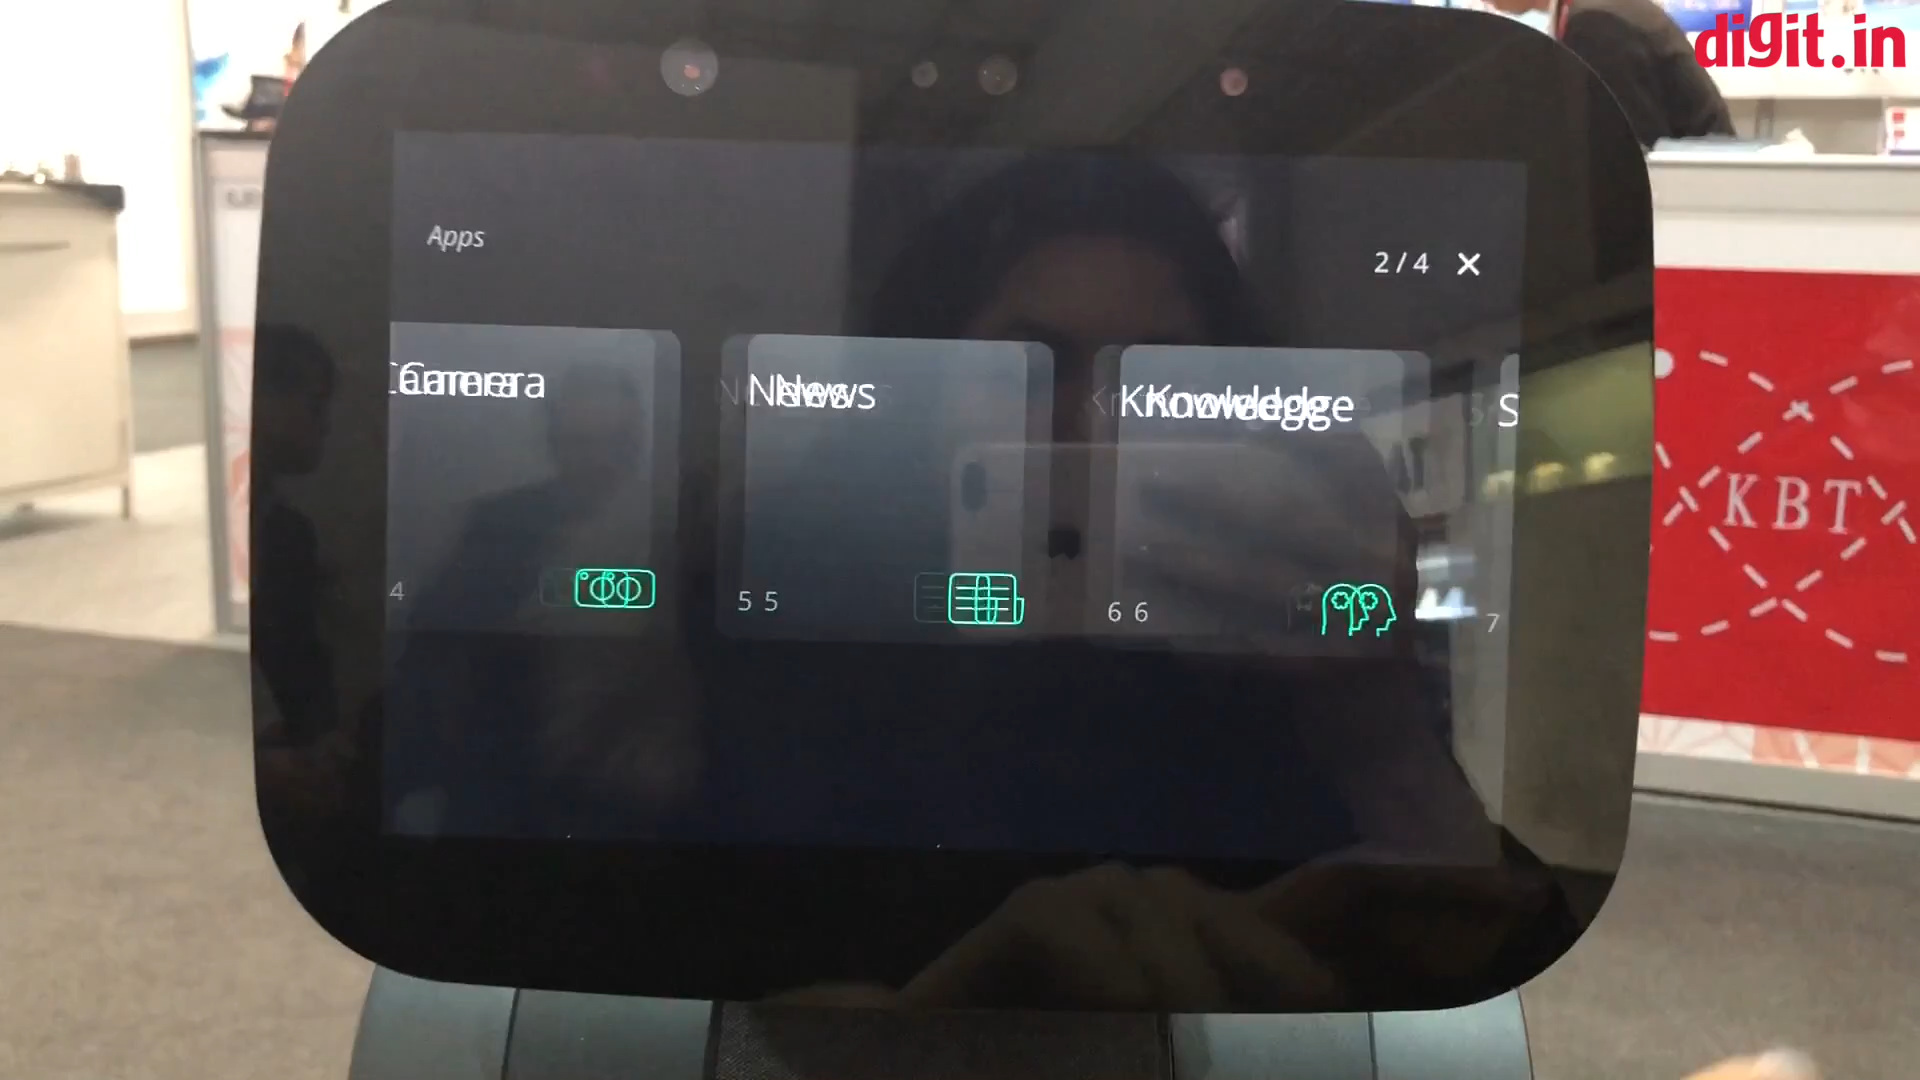 digit.in
Apps
2/4 ×
Camera
News
Knowledge
S
4
5 5
6 6
7
KBT